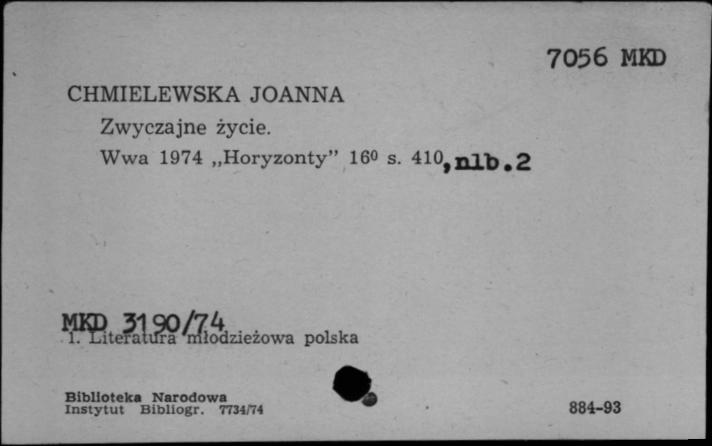 7056 MKD
CHMIELEWSKA JOANNA
Zwyczajne życie.
Wwa 1974 „Horyzonty” 16⁰ s. 410,nlb.2
MKD 3190/74
1. Literatura młodzieżowa polska
Biblioteka Narodowa
Instytut Bibliogr. 7734/74
884-93